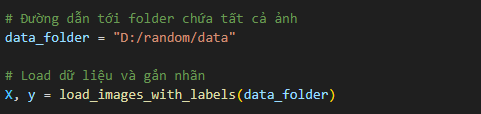 # Đường dẫn tới folder chứa tất cả ảnh
data_folder = "D:/random/data"
# Load dữ liệu và gắn nhãn
X, y = load_images_with_labels(data_folder)